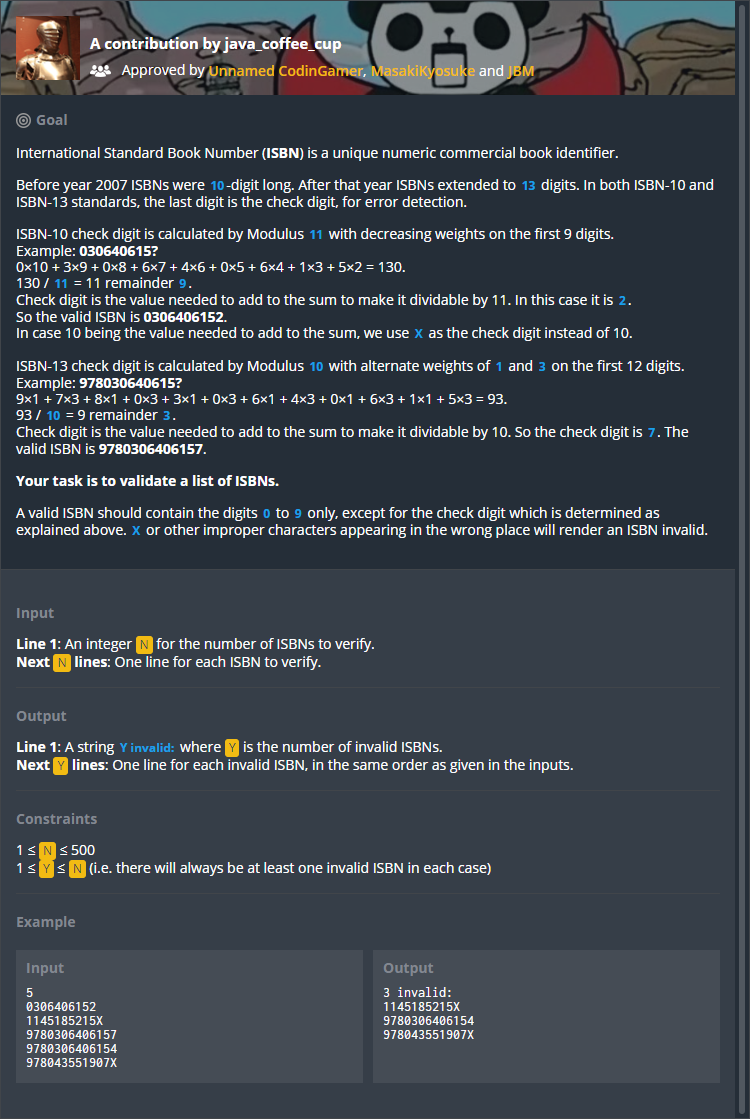 A contribution by java_coffee_cup
Approved by Unnamed CodinGamer, MasakiKyosuke and JBM
Goal
International Standard Book Number (ISBN) is a unique numeric commercial book identifier.
Before year 2007 ISBNs were 10-digit long. After that year ISBNs extended to 13 digits. In both ISBN-10 and
ISBN-13 standards, the last digit is the check digit, for error detection.
ISBN-10 check digit is calculated by Modulus 11 with decreasing weights on the first 9 digits.
Example: 030640615?
0×10 + 3×9 + 0×8 + 6×7 + 4×6 + 0×5 + 6×4 + 1×3 + 5×2 = 130.
130 / 11 = 11 remainder 9.
Check digit is the value needed to add to the sum to make it dividable by 11. In this case it is 2.
So the valid ISBN is 0306406152.
In case 10 being the value needed to add to the sum, we use X as the check digit instead of 10.
ISBN-13 check digit is calculated by Modulus 10 with alternate weights of 1 and 3 on the first 12 digits.
Example: 978030640615?
9×1 + 7×3 + 8×1 + 0×3 + 3×1 + 0×3 + 6×1 + 4×3 + 0×1 + 6×3 + 1×1 + 5×3 = 93.
93 / 10 = 9 remainder 3.
Check digit is the value needed to add to the sum to make it dividable by 10. So the check digit is 7. The
valid ISBN is 9780306406157.
Your task is to validate a list of ISBNs.
A valid ISBN should contain the digits 0 to 9 only, except for the check digit which is determined as
explained above. X or other improper characters appearing in the wrong place will render an ISBN invalid.
Input
Line 1: An integer N for the number of ISBNs to verify.
Next N lines: One line for each ISBN to verify.
Output
Line 1: A string Y invalid: where Y is the number of invalid ISBNs.
Next Y lines: One line for each invalid ISBN, in the same order as given in the inputs.
Constraints
1 ≤ N ≤ 500
1 ≤ Y ≤ N (i.e. there will always be at least one invalid ISBN in each case)
Example
Input
5
0306406152
1145185215X
9780306406157
9780306406154
978043551907X
Output
3 invalid:
1145185215X
9780306406154
978043551907X